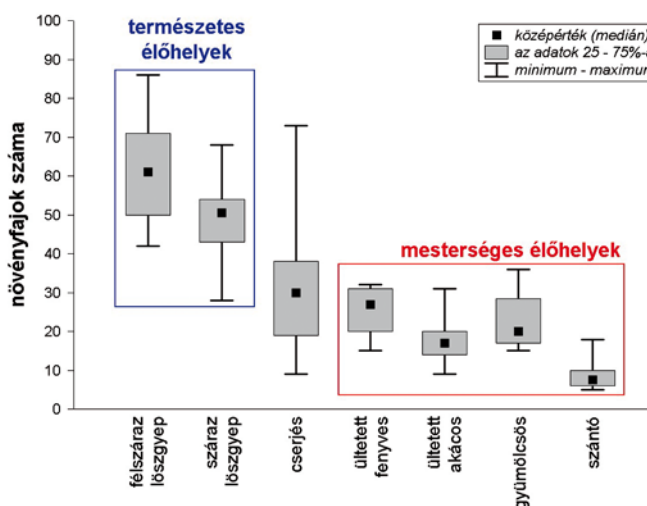 természetes
élőhelyek
középérték (medián)
az adatok 25 - 75%-
minimum - maximu
mesterséges élőhelyek
növényfajok száma
100
90
80
70
60
50
40
30
20
10
0
félszáraz
löszgyep
száraz
löszgyep
cserjés
ültetett
fenyves
ültetett
akácos
gyümölcsös
szántó